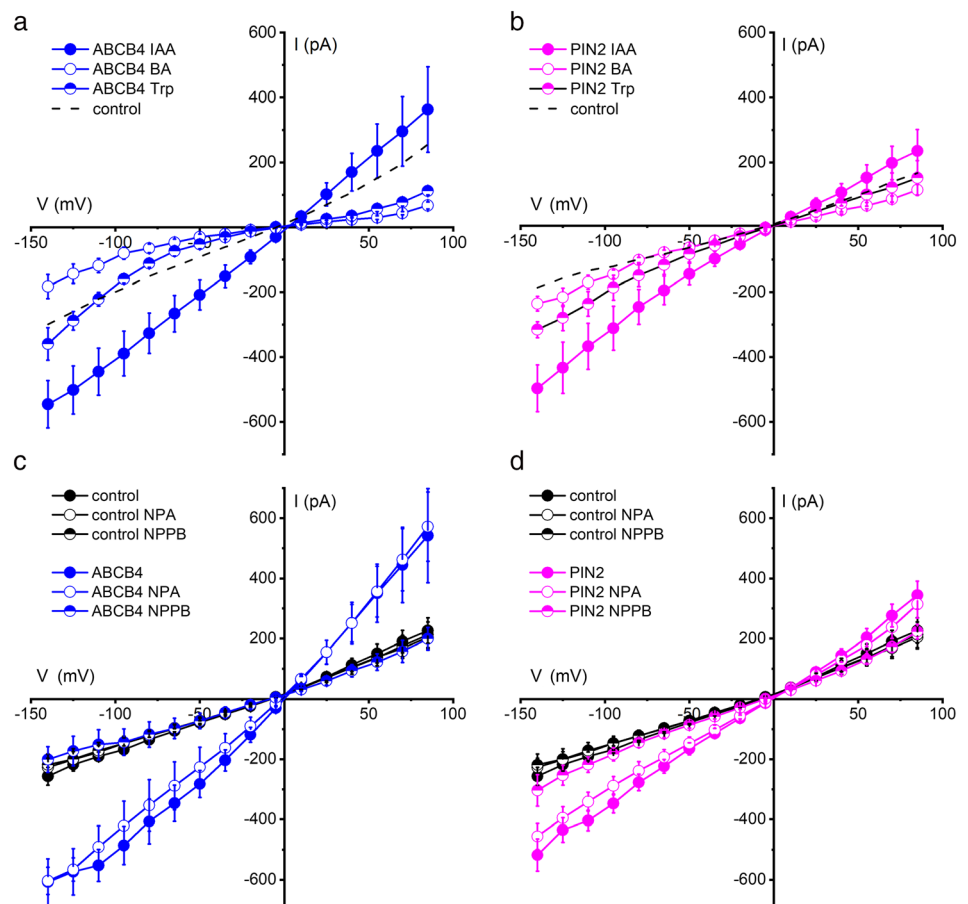 a
ABCB4 IAA
ABCB4 BA
ABCB4 Trp
control
I (pA)
V (mV)
600
400
200
-150
-100
-50
50
100
-200
-400
-600
b
PIN2 IAA
PIN2 BA
PIN2 Trp
control
I (pA)
V (mV)
600
400
200
-150
-100
-50
50
100
-200
-400
-600
c
control
control NPA
control NPPB
ABCB4
ABCB4 NPA
ABCB4 NPPB
I (pA)
V (mV)
600
400
200
-150
-100
-50
50
100
-200
-400
-600
d
control
control NPA
control NPPB
PIN2
PIN2 NPA
PIN2 NPPB
I (pA)
V (mV)
600
400
200
-150
-100
-50
50
100
-200
-400
-600